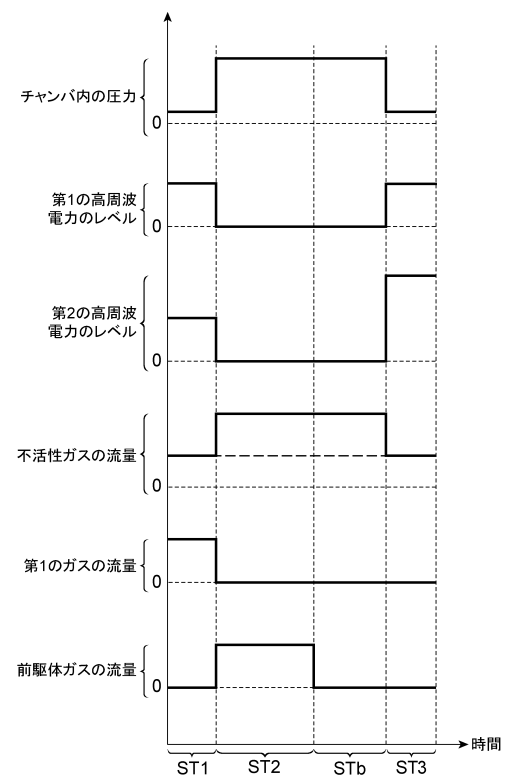 チャンバ内の圧力
0
第1の高周波
電力のレベル
0
第2の高周波
電力のレベル
0
不活性ガスの流量
0
第1のガスの流量
0
前駆体ガスの流量
0
時間
ST1 ST2 STb ST3